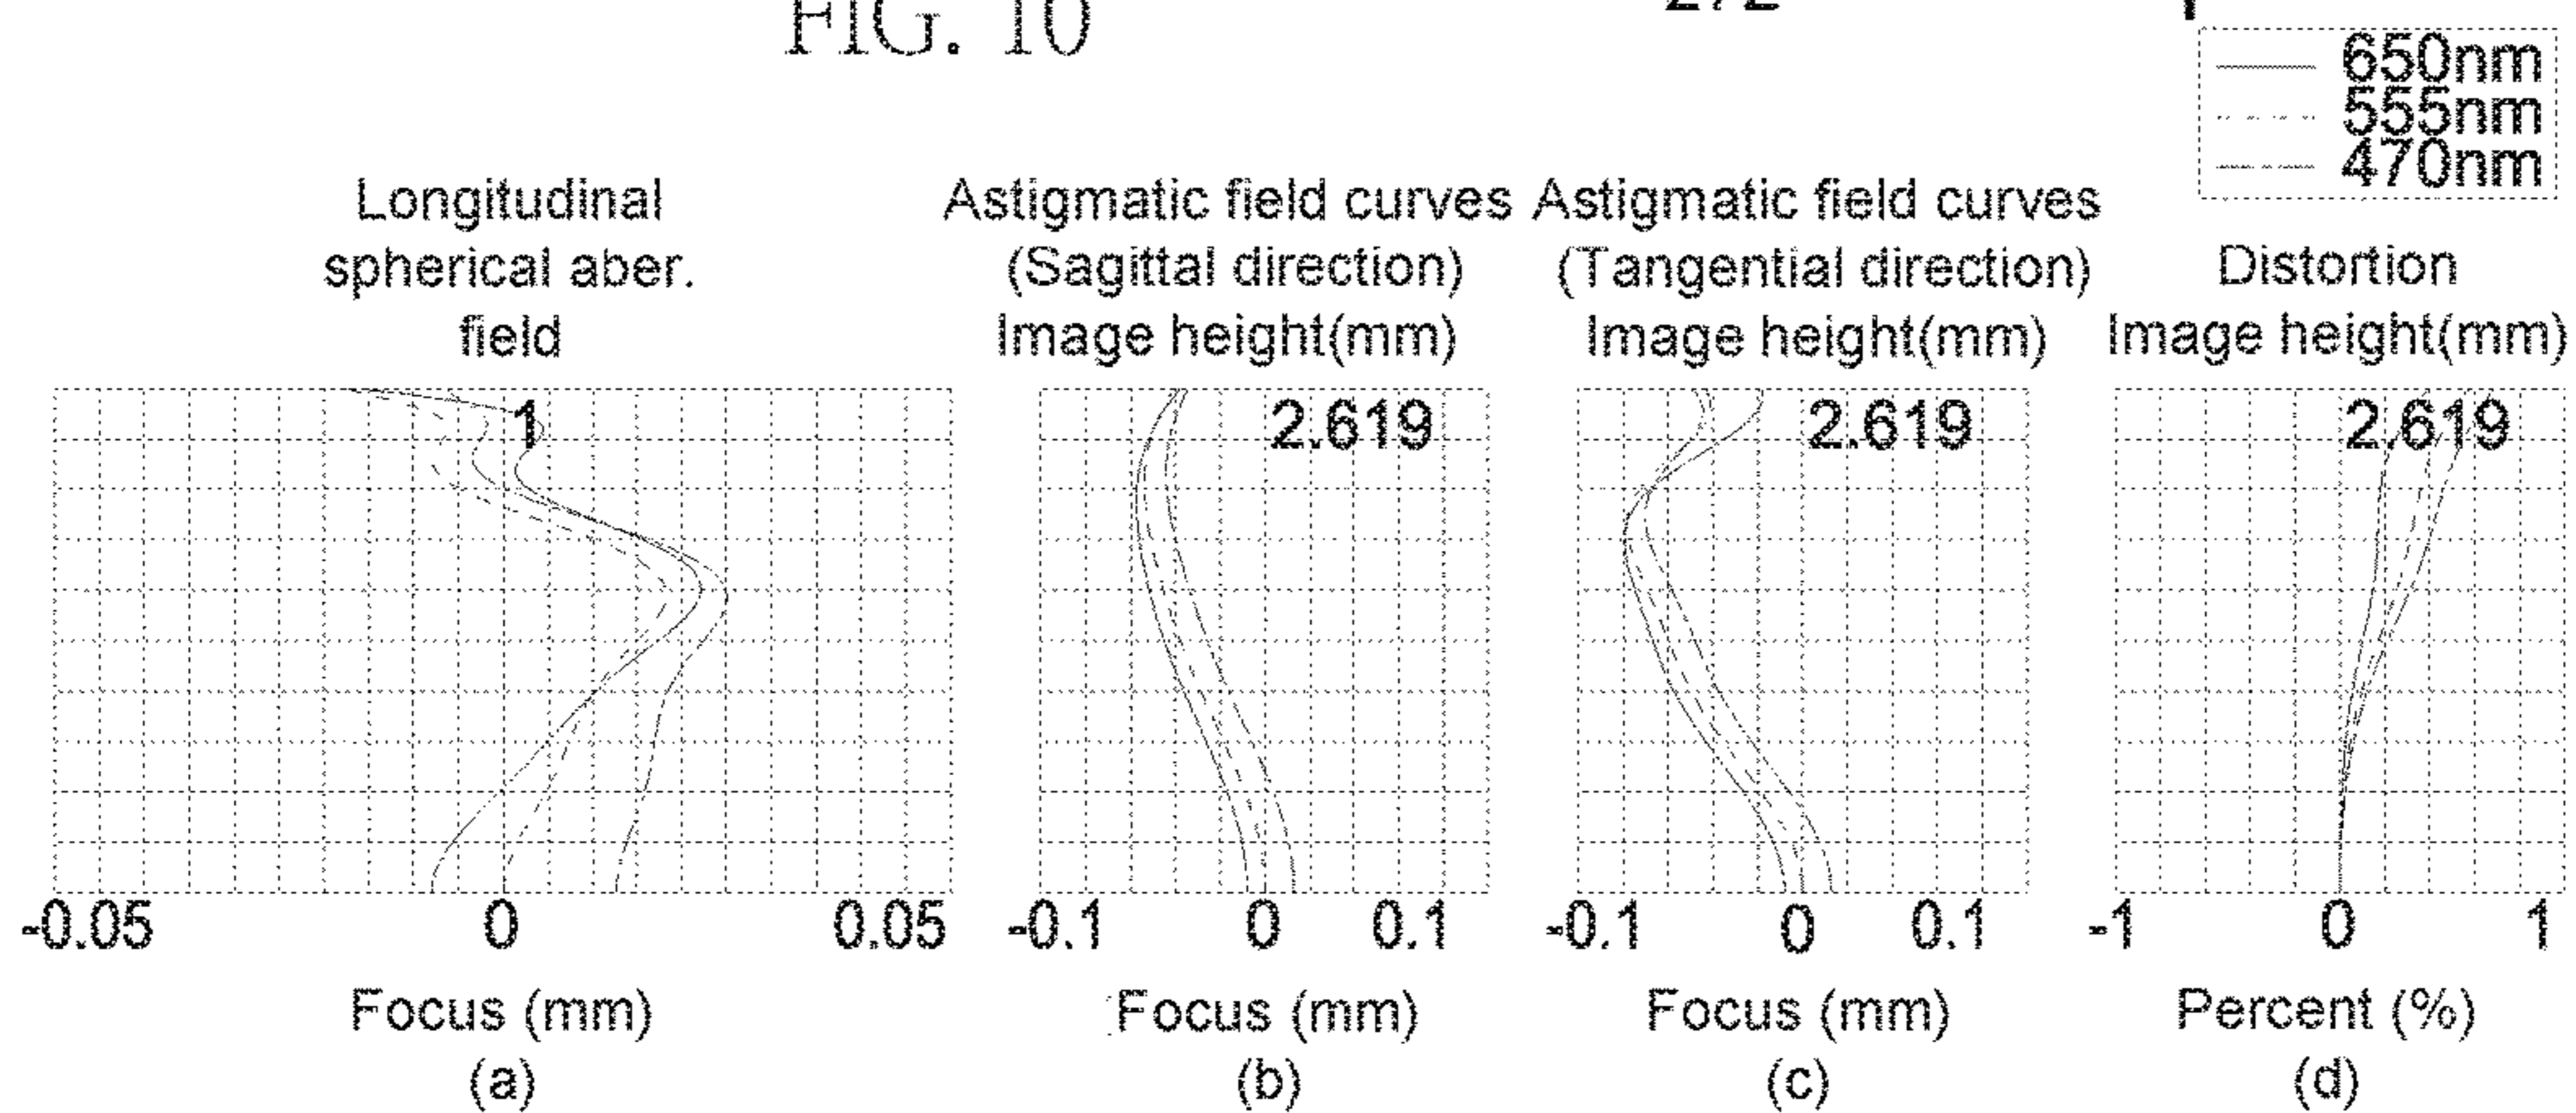 FIG. 10
650nm
555nm
470nm
Longitudinal
spherical aber.
field
Astigmatic field curves
(Sagittal direction)
Image height(mm)
Astigmatic field curves
(Tangential direction)
Image height(mm)
Distortion
Image height(mm)
1
2.619
2.619
2.619
-0.05 0 0.05
-0.1 0 0.1
-0.1 0 0.1
-1 0 1
Focus (mm)
Focus (mm)
Focus (mm)
Percent (%)
(a)
(b)
(c)
(d)